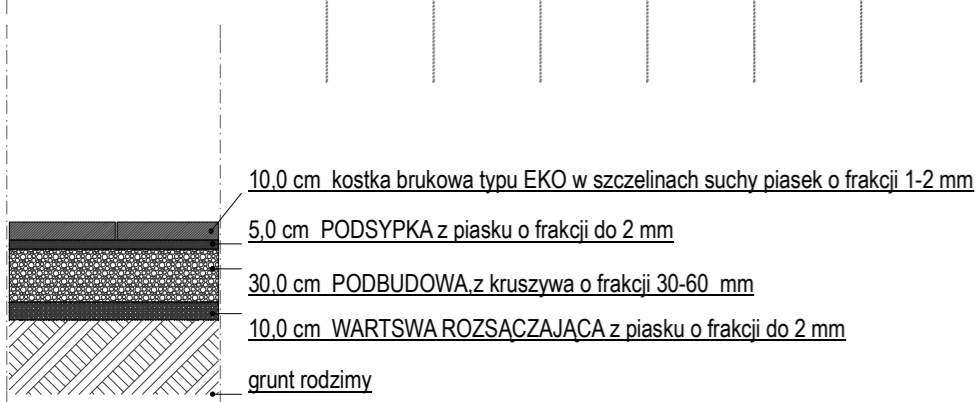 10,0 cm kostka brukowa typu EKO w szczelinach suchy piasek o frakcji 1-2 mm
5,0 cm PODSYPKA z piasku o frakcji do 2 mm
30,0 cm PODBUDOWA,z kruszywa o frakcji 30-60 mm
10,0 cm WARTSWA ROZSĄCZAJĄCA z piasku o frakcji do 2 mm
grunt rodzimy